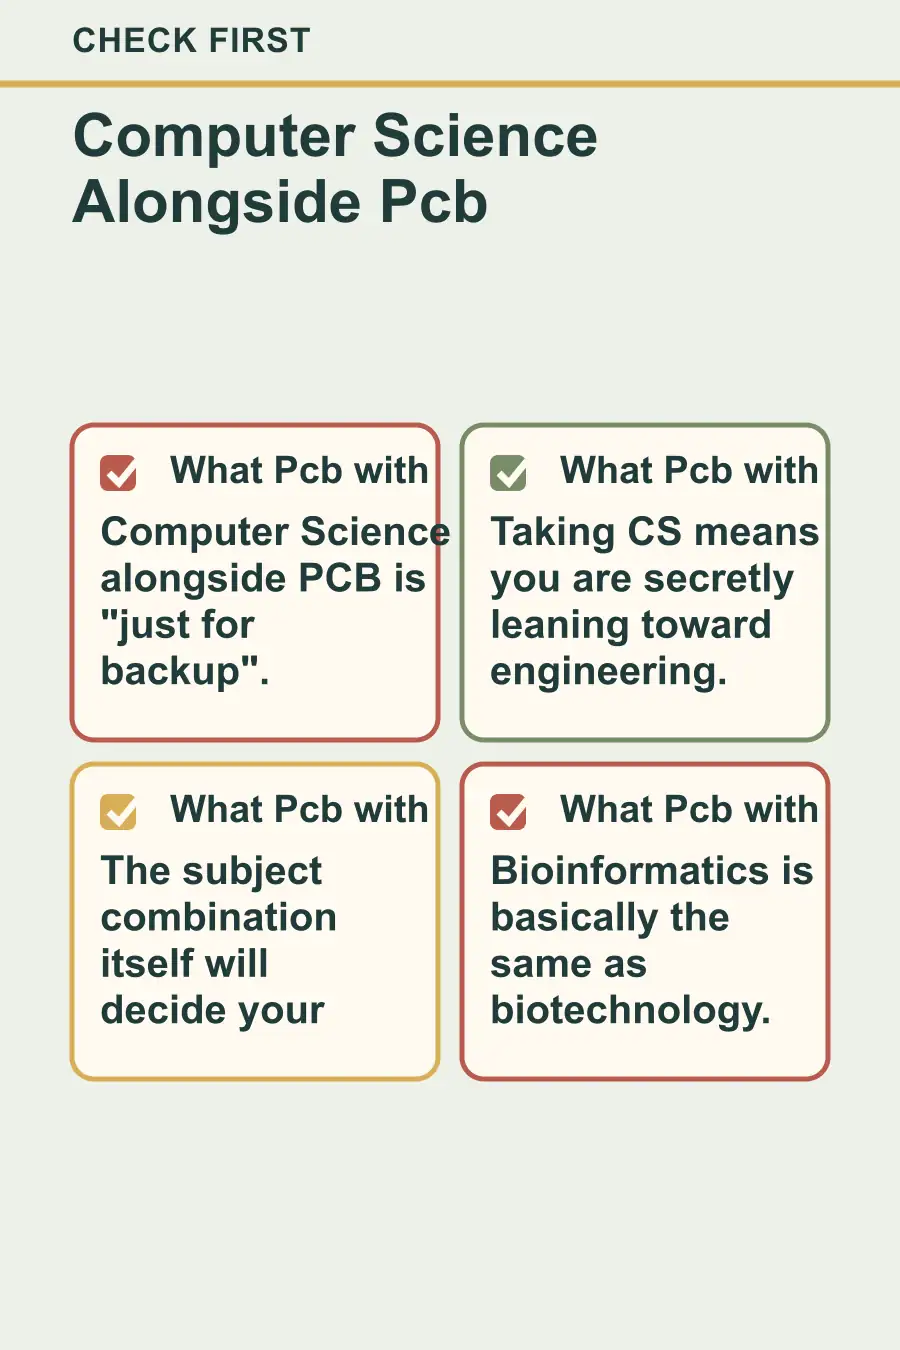 CHECK FIRST
Computer Science
Alongside Pcb
What Pcb with
Computer Science
alongside PCB is
"just for
backup".
What Pcb with
Taking CS means
you are secretly
leaning toward
engineering.
What Pcb with
The subject
combination
itself will
decide your
What Pcb with
Bioinformatics is
basically the
same as
biotechnology.